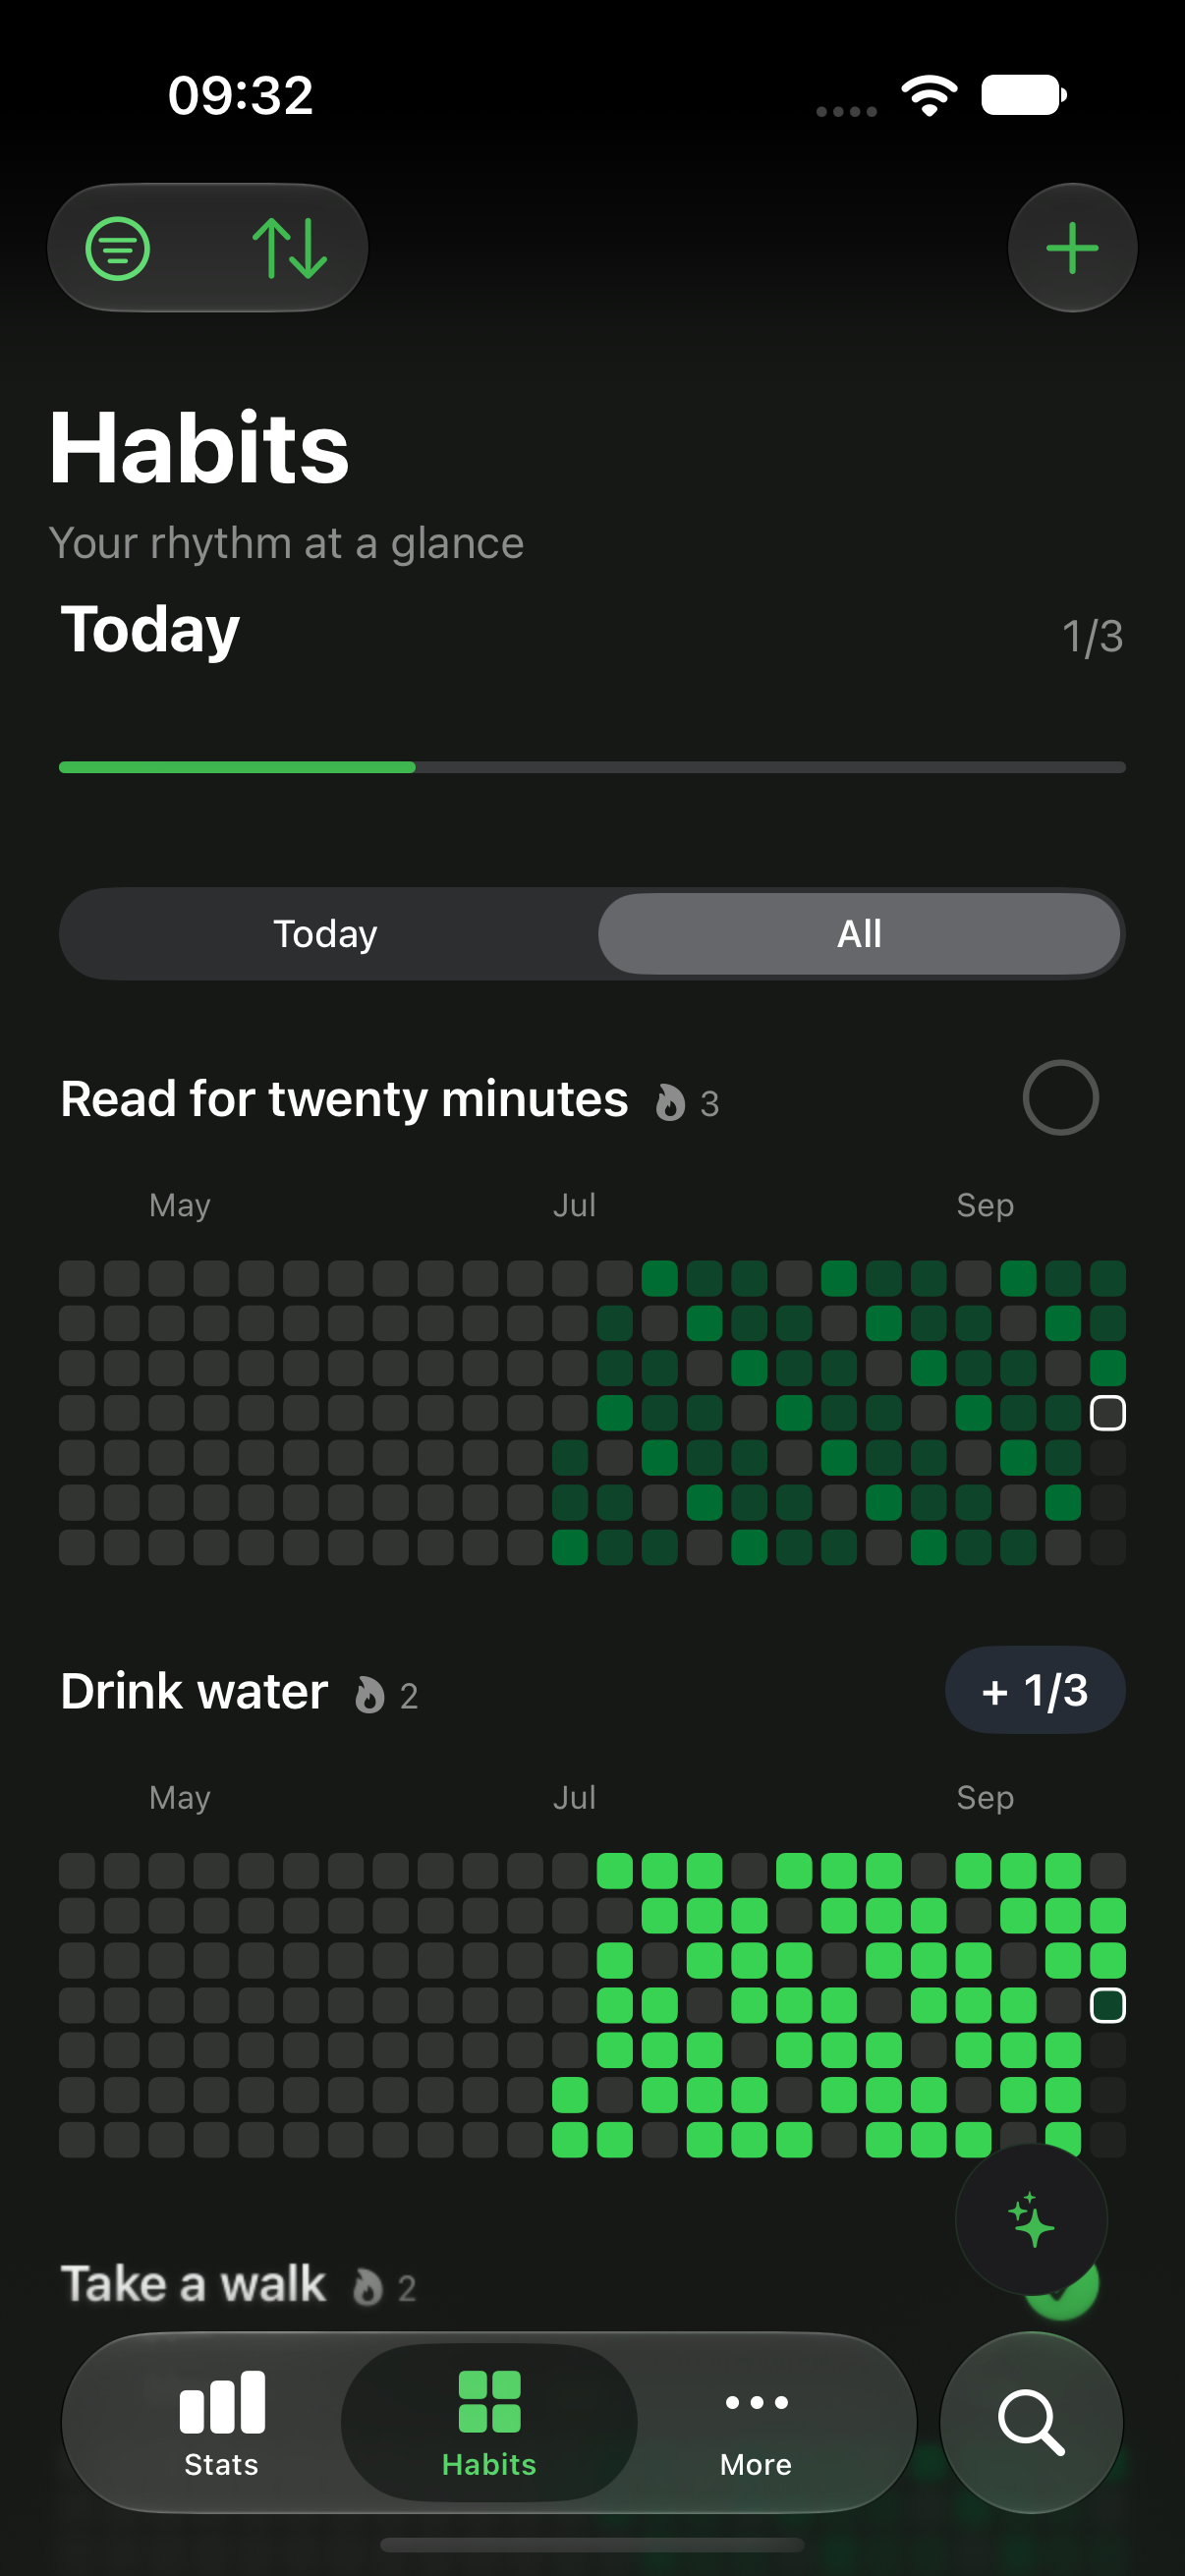 09:32
Habits
Your rhythm at a glance
Today 1/3
Today All
Read for twenty minutes 3
May Jul Sep
Drink water 2 + 1/3
May Jul Sep
Take a walk 2
Stats Habits More